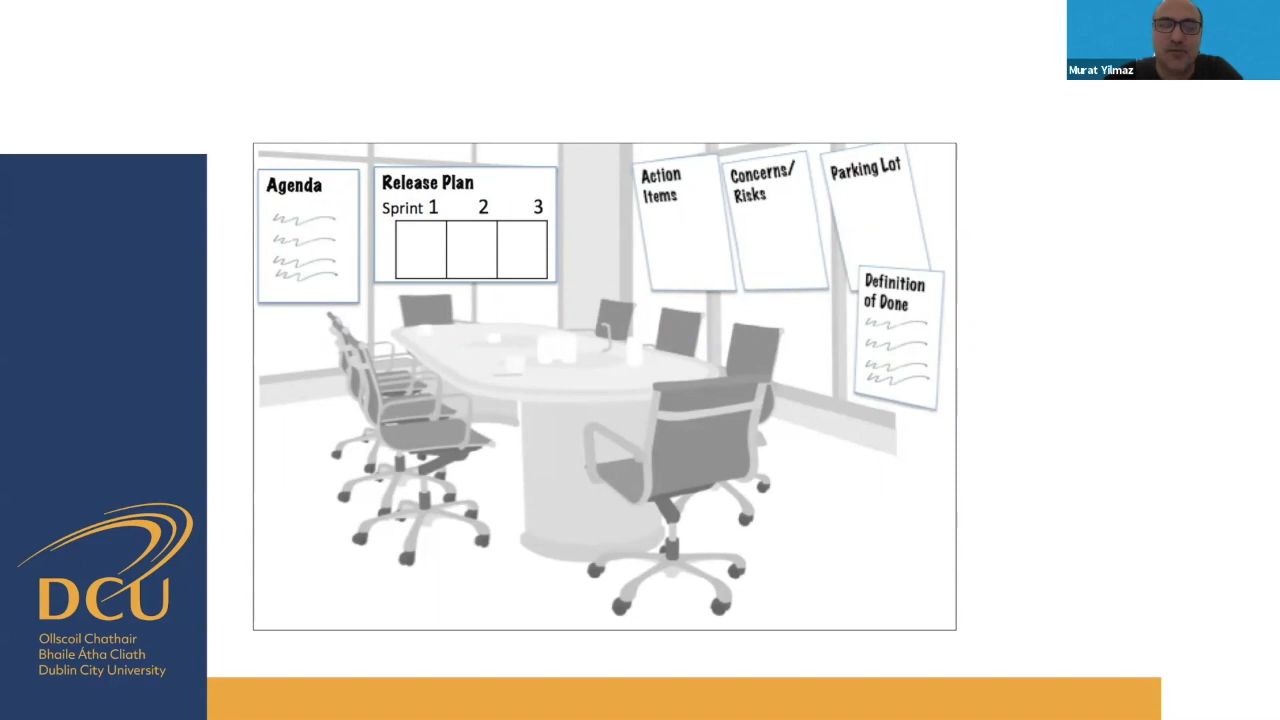 Murat Yilmaz
Agenda
Release Plan
Sprint 1 2 3
Action
Items
Concerns/
Risks
Parking Lot
Definition
of Done
DCU
Ollscoil Chathair
Bhaile Átha Cliath
Dublin City University